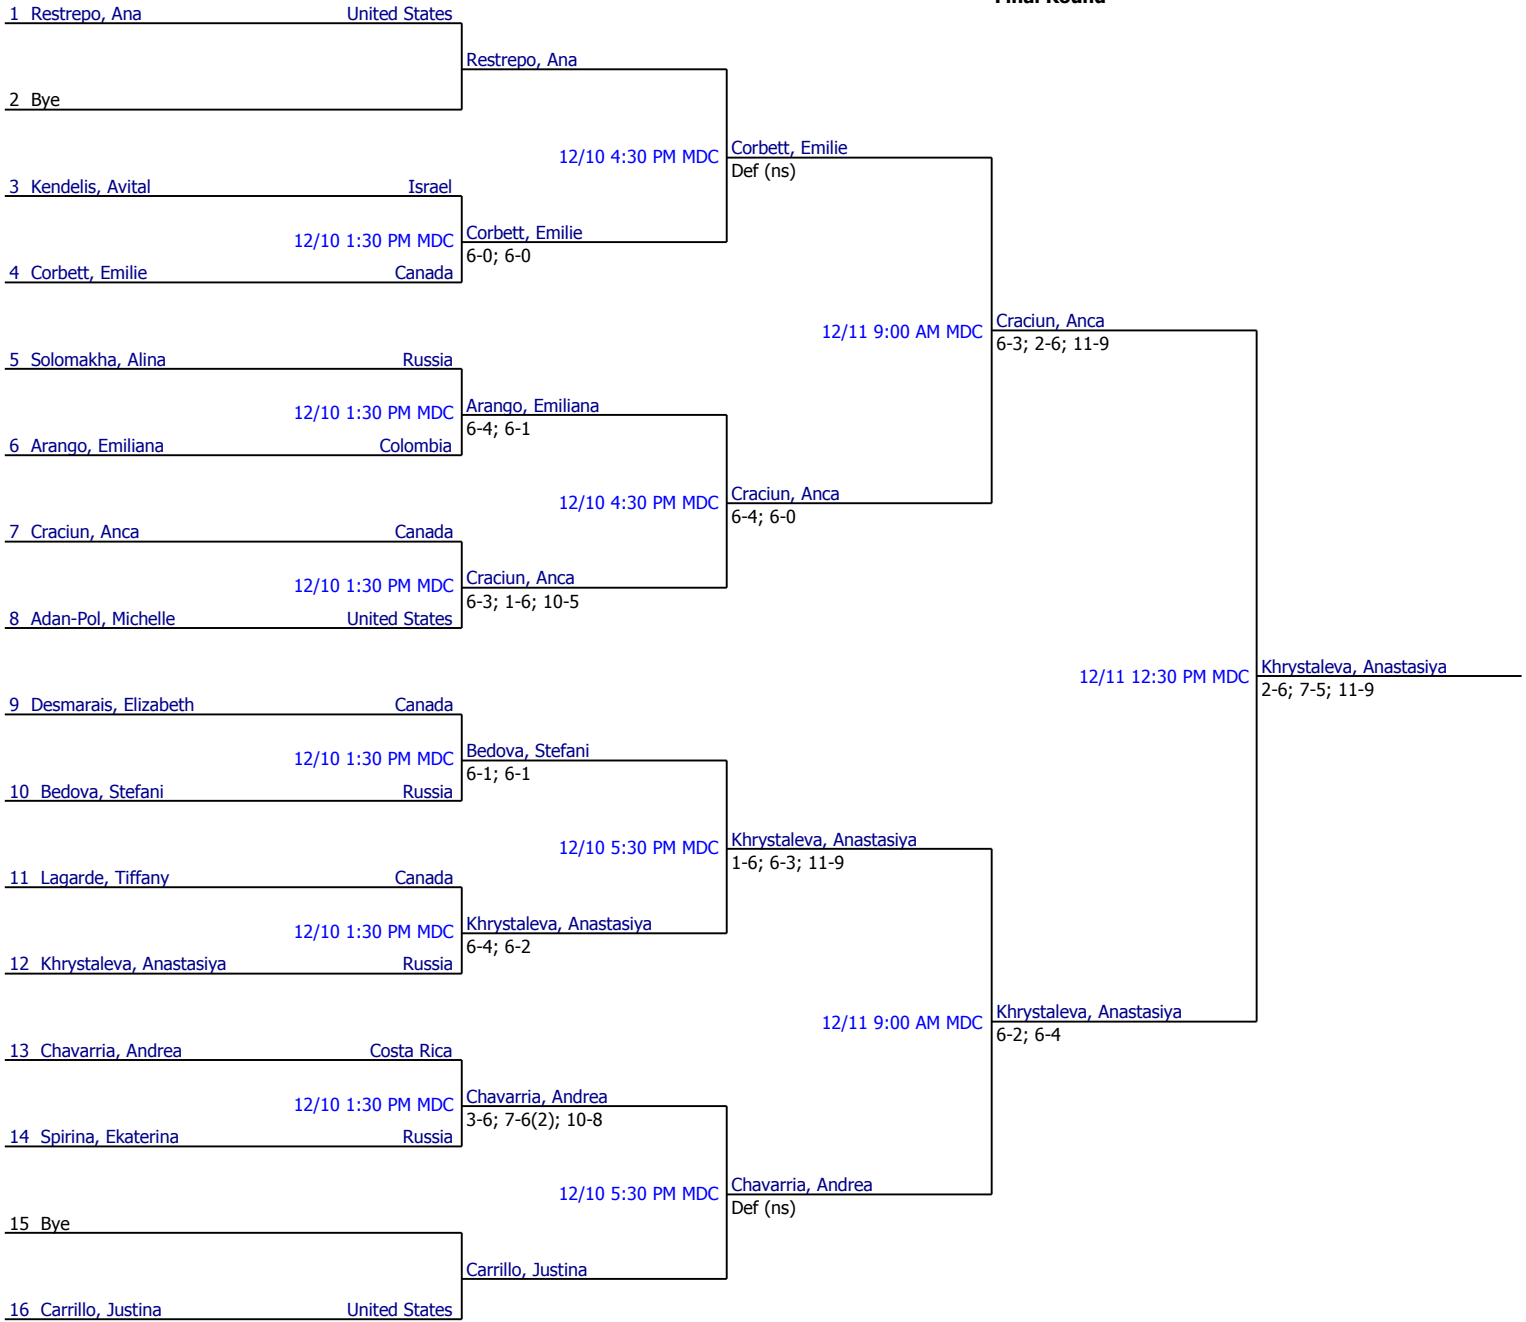 Final Round
1 Restrepo, Ana United States
Restrepo, Ana
2 Bye
12/10 4:30 PM MDC Corbett, Emilie
Def (ns)
3 Kendelis, Avital Israel
12/10 1:30 PM MDC Corbett, Emilie
6-0; 6-0
4 Corbett, Emilie Canada
12/11 9:00 AM MDC Craciun, Anca
6-3; 2-6; 11-9
5 Solomakha, Alina Russia
12/10 1:30 PM MDC Arango, Emiliana
6-4; 6-1
6 Arango, Emiliana Colombia
12/10 4:30 PM MDC Craciun, Anca
6-4; 6-0
7 Craciun, Anca Canada
12/10 1:30 PM MDC Craciun, Anca
6-3; 1-6; 10-5
8 Adan-Pol, Michelle United States
12/11 12:30 PM MDC Khrystaleva, Anastasiya
2-6; 7-5; 11-9
9 Desmarais, Elizabeth Canada
12/10 1:30 PM MDC Bedova, Stefani
6-1; 6-1
10 Bedova, Stefani Russia
12/10 5:30 PM MDC Khrystaleva, Anastasiya
1-6; 6-3; 11-9
11 Lagarde, Tiffany Canada
12/10 1:30 PM MDC Khrystaleva, Anastasiya
6-4; 6-2
12 Khrystaleva, Anastasiya Russia
12/11 9:00 AM MDC Khrystaleva, Anastasiya
6-2; 6-4
13 Chavarria, Andrea Costa Rica
12/10 1:30 PM MDC Chavarria, Andrea
3-6; 7-6(2); 10-8
14 Spirina, Ekaterina Russia
12/10 5:30 PM MDC Chavarria, Andrea
Def (ns)
15 Bye
Carrillo, Justina
16 Carrillo, Justina United States